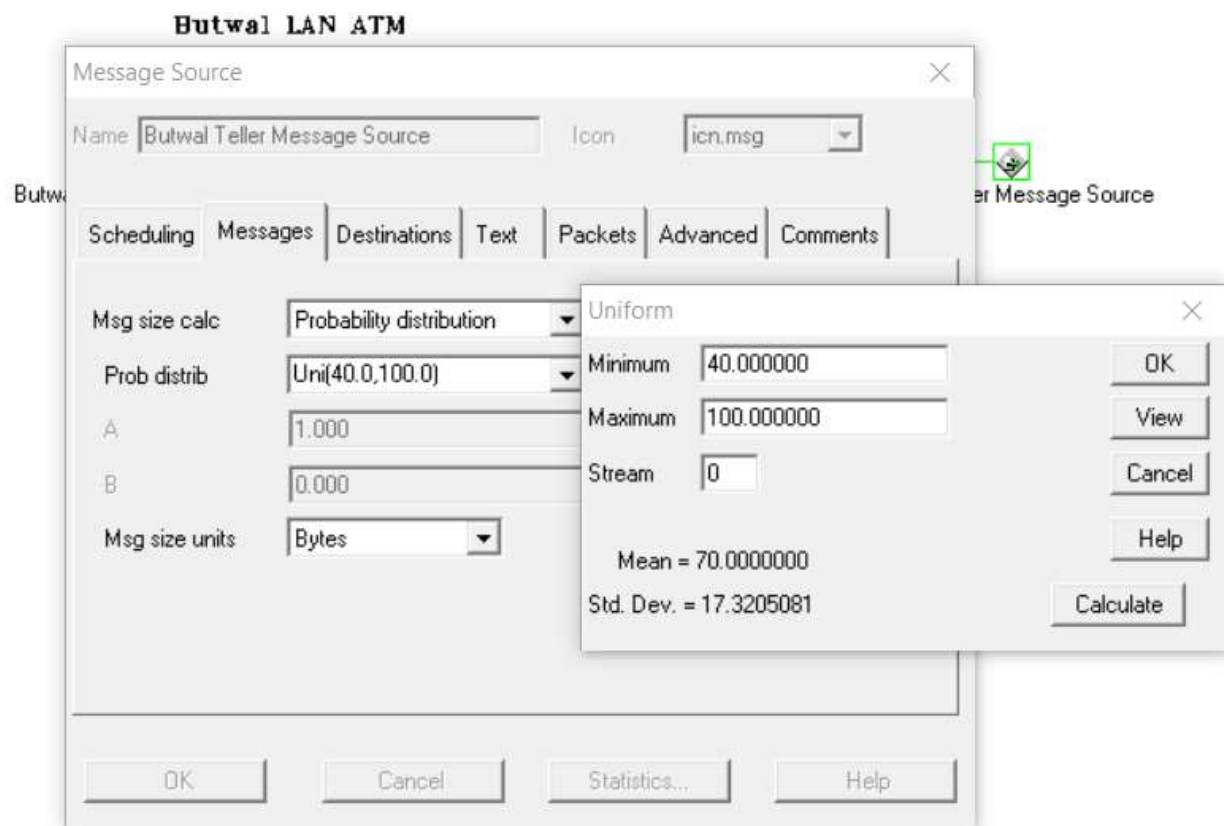 Butwal LAN ATM
Message Source
Name Butwal Teller Message Source Icon icn.msg
er Message Source
Scheduling Messages Destinations Text Packets Advanced Comments
Msg size calc Probability distribution
Prob distrib Uni(40.0,100.0)
A 1.000
B 0.000
Msg size units Bytes
OK Cancel Statistics... Help
Uniform
Minimum 40.000000 OK
Maximum 100.000000 View
Stream 0 Cancel
Help
Mean = 70.0000000
Std. Dev. = 17.3205081 Calculate